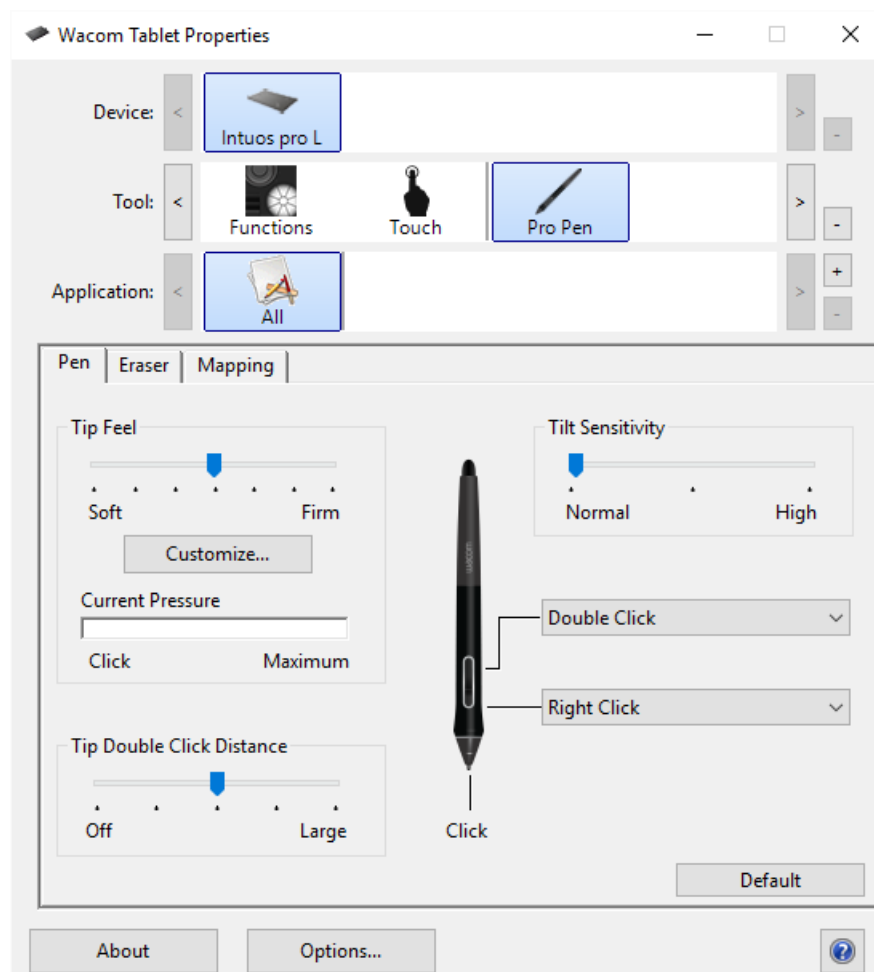 Wacom Tablet Properties
Device:
<
Intuos pro L
>
-
Tool:
<
Functions
Touch
Pro Pen
>
-
Application:
<
All
>
+
-
Pen
Eraser
Mapping
Tip Feel
Soft
Firm
Customize...
Current Pressure
Click
Maximum
Tip Double Click Distance
Off
Large
wacom
Click
Tilt Sensitivity
Normal
High
Double Click
Right Click
Default
About
Options...
?